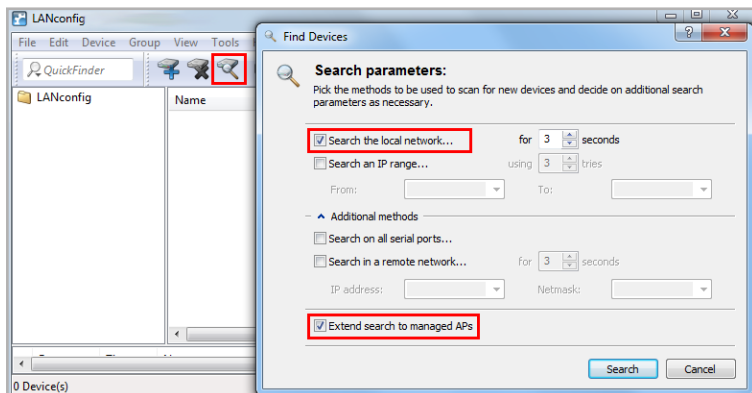 LANconfig
File Edit Device Group View Tools
QuickFinder
LANconfig
Name
0 Device(s)
Find Devices
Search parameters:
Pick the methods to be used to scan for new devices and decide on additional search
parameters as necessary.
Search the local network... for 3 seconds
Search an IP range... using 3 tries
From: To:
Additional methods
Search on all serial ports...
Search in a remote network... for 3 seconds
IP address: Netmask:
Extend search to managed APs
Search Cancel